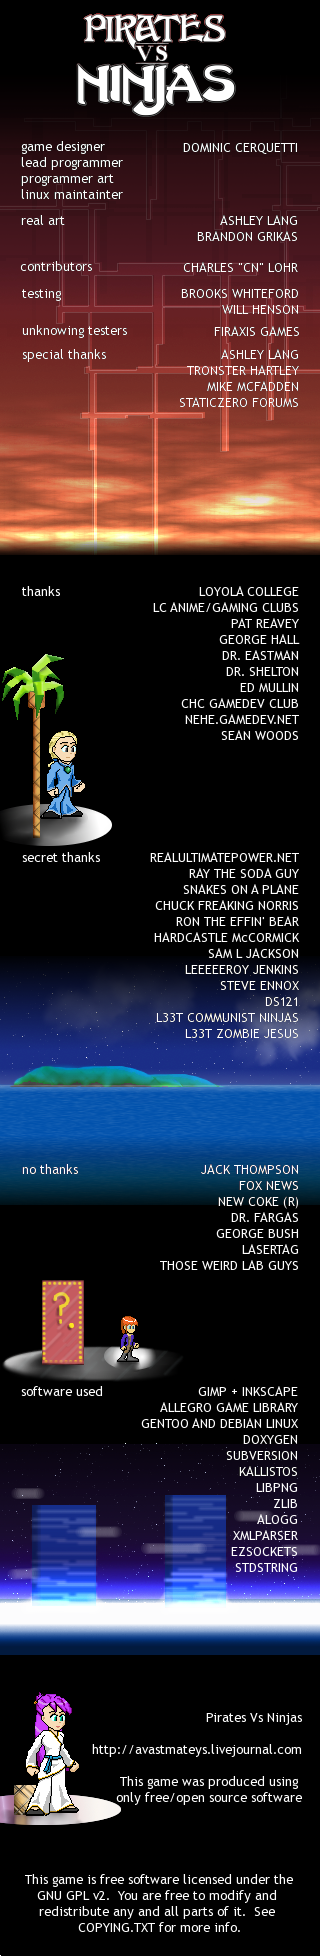 PIRATES
VS
NINJAS
game designer DOMINIC CERQUETTI
lead programmer
programmer art
linux maintainter
real art ASHLEY LANG
BRANDON GRIKAS
contributors CHARLES "CN" LOHR
testing BROOKS WHITEFORD
WILL HENSON
unknowing testers FIRAXIS GAMES
special thanks ASHLEY LANG
TRONSTER HARTLEY
MIKE MCFADDEN
STATICZERO FORUMS
thanks LOYOLA COLLEGE
LC ANIME/GAMING CLUBS
PAT REAVEY
GEORGE HALL
DR. EASTMAN
DR. SHELTON
ED MULLIN
CHC GAMEDEV CLUB
NEHE.GAMEDEV.NET
SEAN WOODS
secret thanks REALULTIMATEPOWER.NET
RAY THE SODA GUY
SNAKES ON A PLANE
CHUCK FREAKING NORRIS
RON THE EFFIN' BEAR
HARDCASTLE McCORMICK
SAM L JACKSON
LEEEEEROY JENKINS
STEVE ENNOX
DS121
L33T COMMUNIST NINJAS
L33T ZOMBIE JESUS
no thanks JACK THOMPSON
FOX NEWS
NEW COKE (R)
DR. FARGAS
GEORGE BUSH
LASERTAG
THOSE WEIRD LAB GUYS
?
software used GIMP + INKSCAPE
ALLEGRO GAME LIBRARY
GENTOO AND DEBIAN LINUX
DOXYGEN
SUBVERSION
KALLISTOS
LIBPNG
ZLIB
ALOGG
XMLPARSER
EZSOCKETS
STDSTRING
Pirates Vs Ninjas
http://avastmateys.livejournal.com
This game was produced using
only free/open source software
This game is free software licensed under the
GNU GPL v2. You are free to modify and
redistribute any and all parts of it. See
COPYING.TXT for more info.